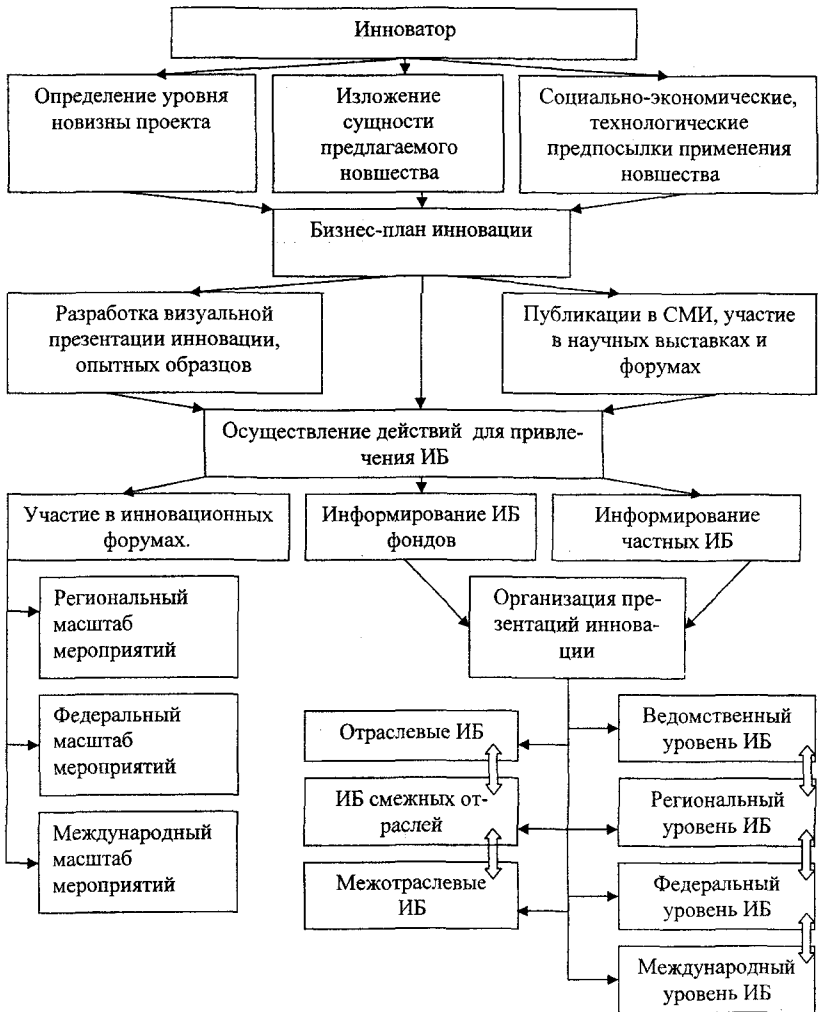 Инноватор
Определение уровня
новизны проекта
Изложение
сущности
предлагаемого
новшества
Социально-экономические,
технологические
предпосылки применения
новшества
Бизнес-план инновации
Разработка визуальной
презентации инновации,
опытных образцов
Публикации в СМИ, участие
в научных выставках и
форумах
Осуществление действий для привле-
чения ИБ
Участие в инновационных
форумах.
Информирование ИБ
фондов
Информирование
частных ИБ
Региональный
масштаб
мероприятий
Федеральный
масштаб
мероприятий
Международный
масштаб
мероприятий
Организация пре-
зентаций иннова-
ции
Отраслевые ИБ
ИБ смежных от-
раслей
Межотраслевые
ИБ
Ведомственный
уровень ИБ
Региональный
уровень ИБ
Федеральный
уровень ИБ
Международный
уровень ИБ